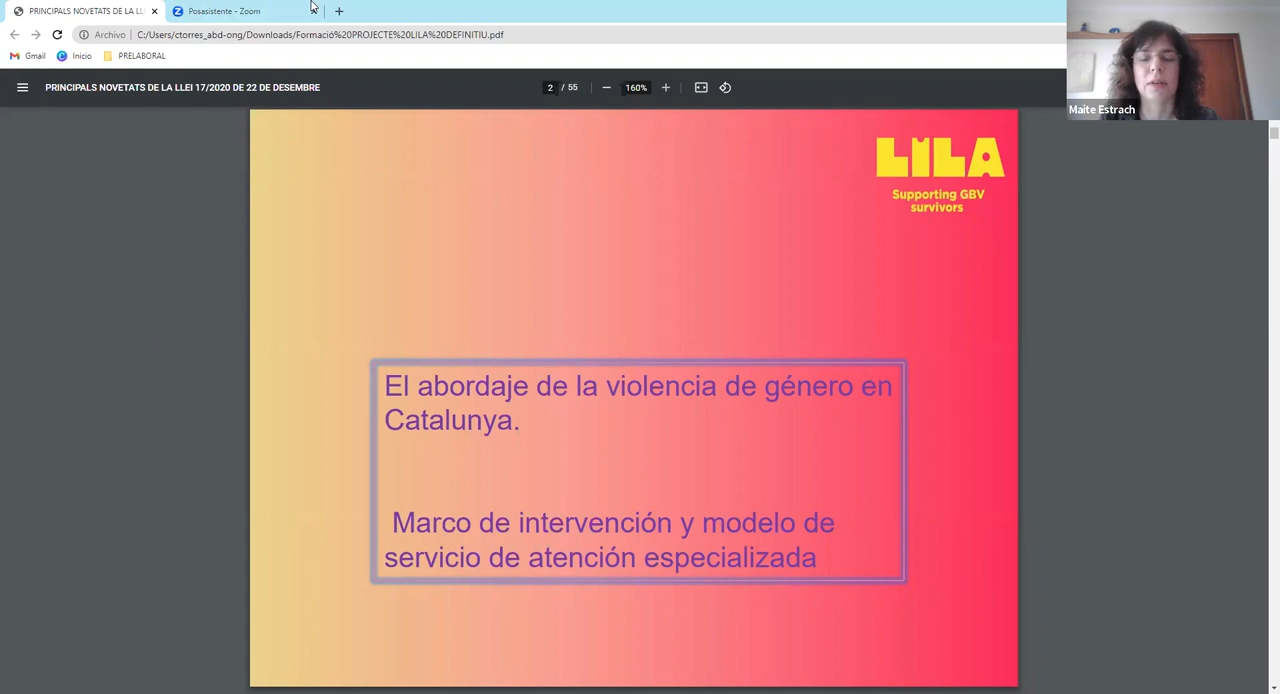 PRINCIPALS NOVETATS DE LA LLEI
Posasistente - Zoom
Archivo
C:/Users/ctorres_abd-ong/Downloads/Formació%20PROJECTE%20LILA%20DEFINITIU.pdf
Gmail
Inicio
PRELABORAL
PRINCIPALS NOVETATS DE LA LLEI 17/2020 DE 22 DE DESEMBRE
2 / 55
160%
Maite Estrach
LILA
Supporting GBV
survivors
El abordaje de la violencia de género en
Catalunya.
Marco de intervención y modelo de
servicio de atención especializada